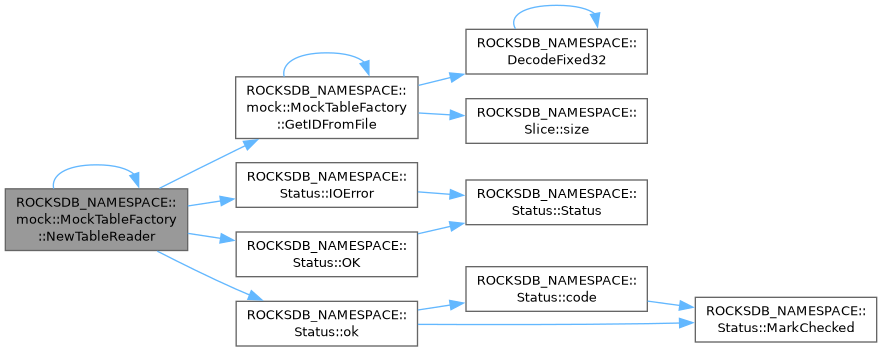 ROCKSDB_NAMESPACE::
mock::MockTableFactory
::NewTableReader
ROCKSDB_NAMESPACE::
mock::MockTableFactory
::GetIDFromFile
ROCKSDB_NAMESPACE::
DecodeFixed32
ROCKSDB_NAMESPACE::
Slice::size
ROCKSDB_NAMESPACE::
Status::IOError
ROCKSDB_NAMESPACE::
Status::Status
ROCKSDB_NAMESPACE::
Status::OK
ROCKSDB_NAMESPACE::
Status::ok
ROCKSDB_NAMESPACE::
Status::code
ROCKSDB_NAMESPACE::
Status::MarkChecked